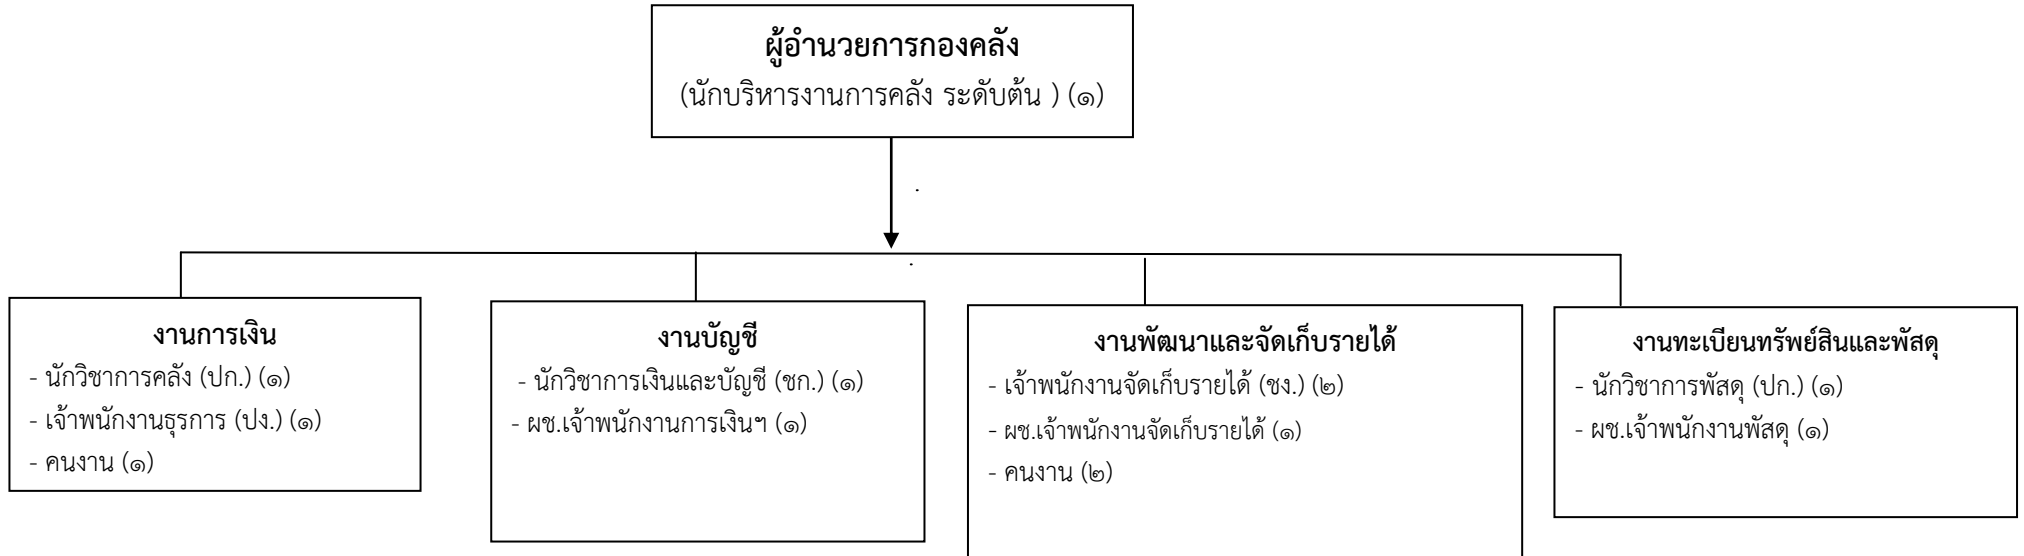 ผู้อำนวยการกองคลัง
(นักบริหารงานการคลัง ระดับต้น ) (๑)
งานการเงิน
- นักวิชาการคลัง (ปก.) (๑)
- เจ้าพนักงานธุรการ (ปง.) (๑)
- คนงาน (๑)
งานบัญชี
- นักวิชาการเงินและบัญชี (ชก.) (๑)
- ผช.เจ้าพนักงานการเงินฯ (๑)
งานพัฒนาและจัดเก็บรายได้
- เจ้าพนักงานจัดเก็บรายได้ (ชง.) (๒)
- ผช.เจ้าพนักงานจัดเก็บรายได้ (๑)
- คนงาน (๒)
งานทะเบียนทรัพย์สินและพัสดุ
- นักวิชาการพัสดุ (ปก.) (๑)
- ผช.เจ้าพนักงานพัสดุ (๑)